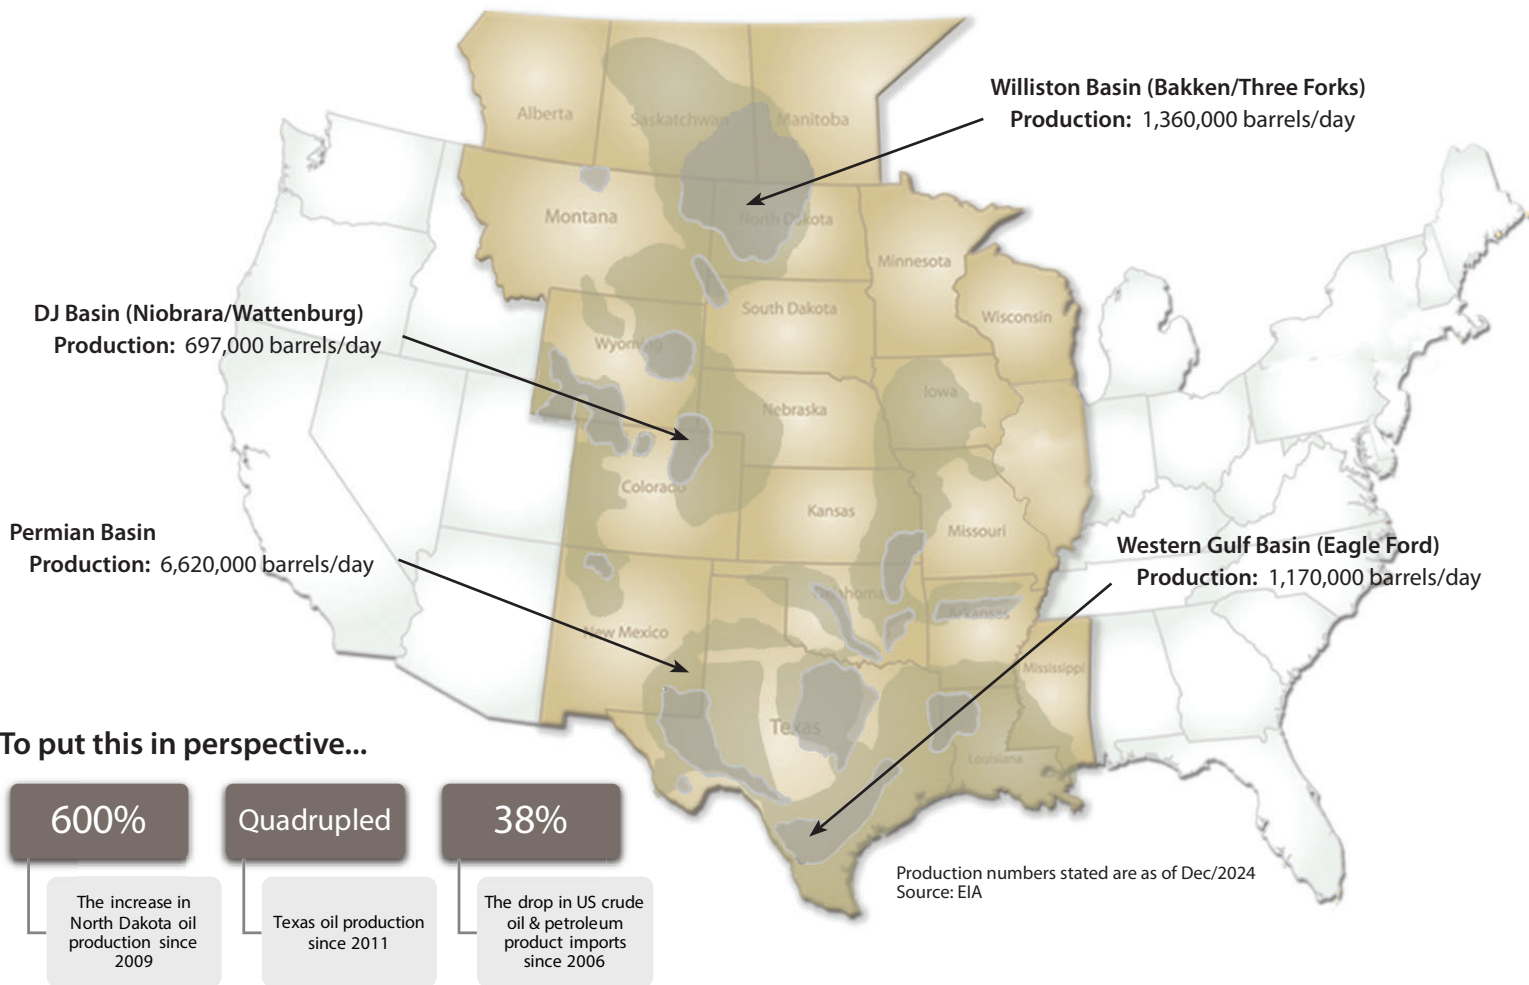 Williston Basin (Bakken/Three Forks)
Production: 1,360,000 barrels/day
Alberta
Saskatchwan
Manitoba
Montana
North Dakota
Minnesota
DJ Basin (Niobrara/Wattenburg)
Production: 697,000 barrels/day
South Dakota
Wisconsin
Wyoming
Nebraska
Iowa
Colorado
Kansas
Missouri
Permian Basin
Production: 6,620,000 barrels/day
Western Gulf Basin (Eagle Ford)
Production: 1,170,000 barrels/day
Oklahoma
Arkansas
New Mexico
Mississippi
Texas
Louisiana
To put this in perspective...
600%
The increase in
North Dakota oil
production since
2009
Quadrupled
Texas oil production
since 2011
38%
The drop in US crude
oil & petroleum
product imports
since 2006
Production numbers stated are as of Dec/2024
Source: EIA